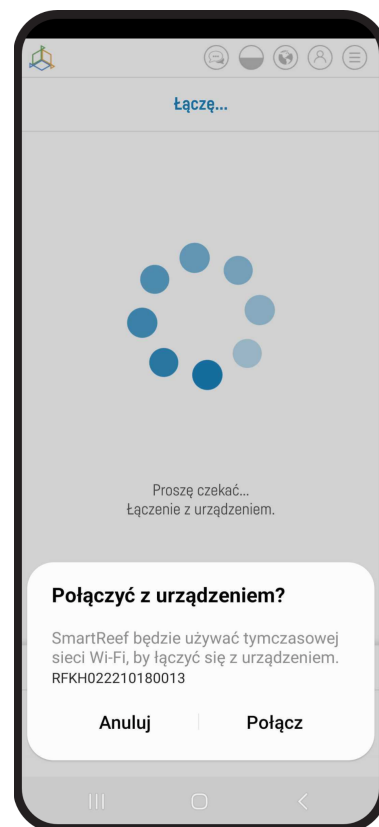 Łączę...
Proszę czekać...
Łączenie z urządzeniem.
Połączyć z urządzeniem?
SmartReef będzie używać tymczasowej
sieci Wi-Fi, by łączyć się z urządzeniem.
RFKH022210180013
Anuluj
Połącz